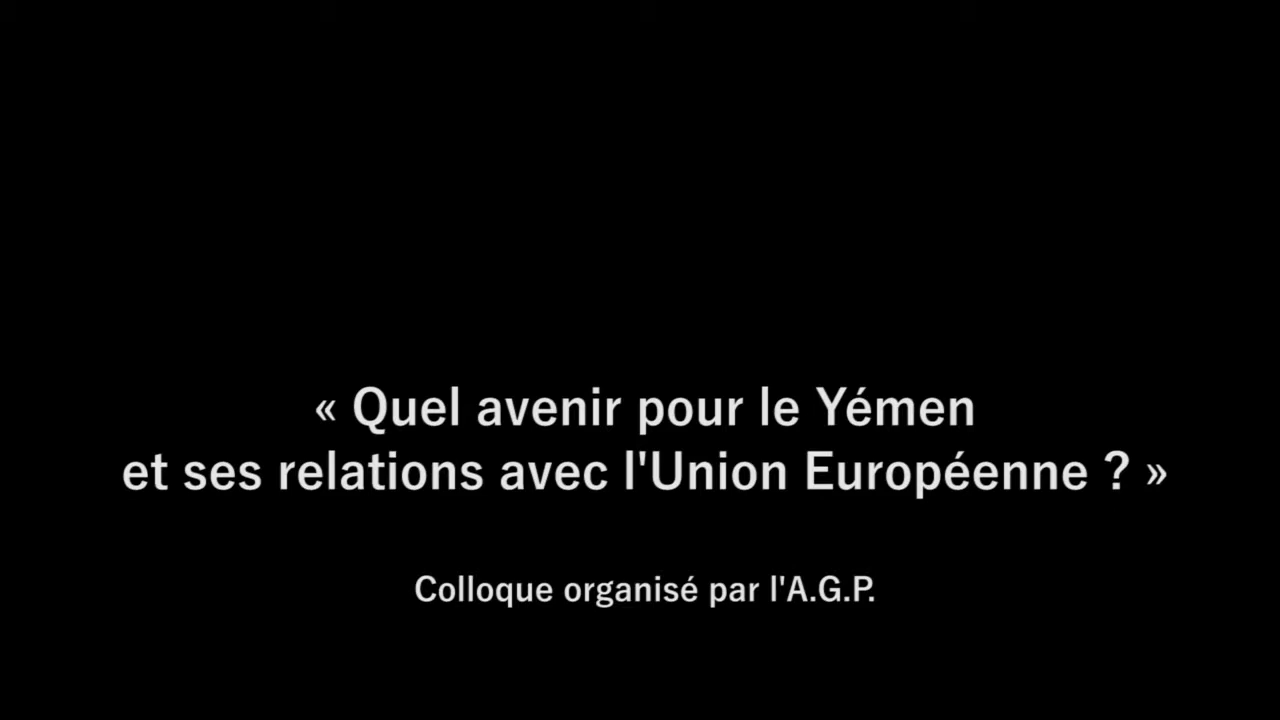 « Quel avenir pour le Yémen
et ses relations avec l'Union Européenne ? »
Colloque organisé par l'A.G.P.